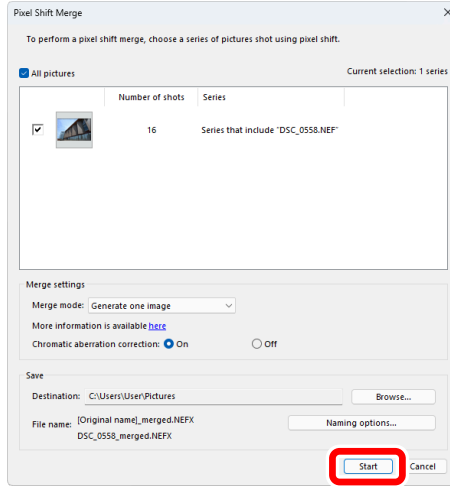 Pixel Shift Merge
To perform a pixel shift merge, choose a series of pictures shot using pixel shift.
All pictures
Current selection: 1 series
Number of shots Series
16 Series that include "DSC_0558.NEF"
Merge settings
Merge mode: Generate one image
More information is available here
Chromatic aberration correction: On Off
Save
Destination: C:\Users\User\Pictures Browse...
File name: [Original name]_merged.NEFX Naming options...
DSC_0558_merged.NEFX
Start Cancel